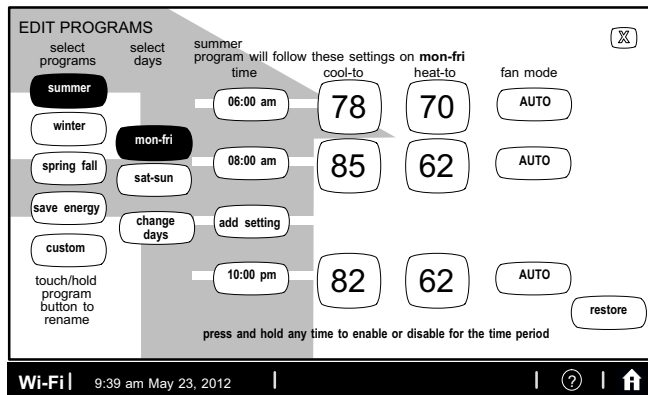 EDIT PROGRAMS
X
select
programs
select
days
summer
program will follow these settings on mon-fri
time cool-to heat-to fan mode
summer
06:00 am 78 70 AUTO
winter
mon-fri
spring fall
08:00 am 85 62 AUTO
sat-sun
save energy
change
days
add setting
custom
10:00 pm 82 62 AUTO
touch/hold
program
button to
rename
restore
press and hold any time to enable or disable for the time period
Wi-Fi 9:39 am May 23, 2012 ?